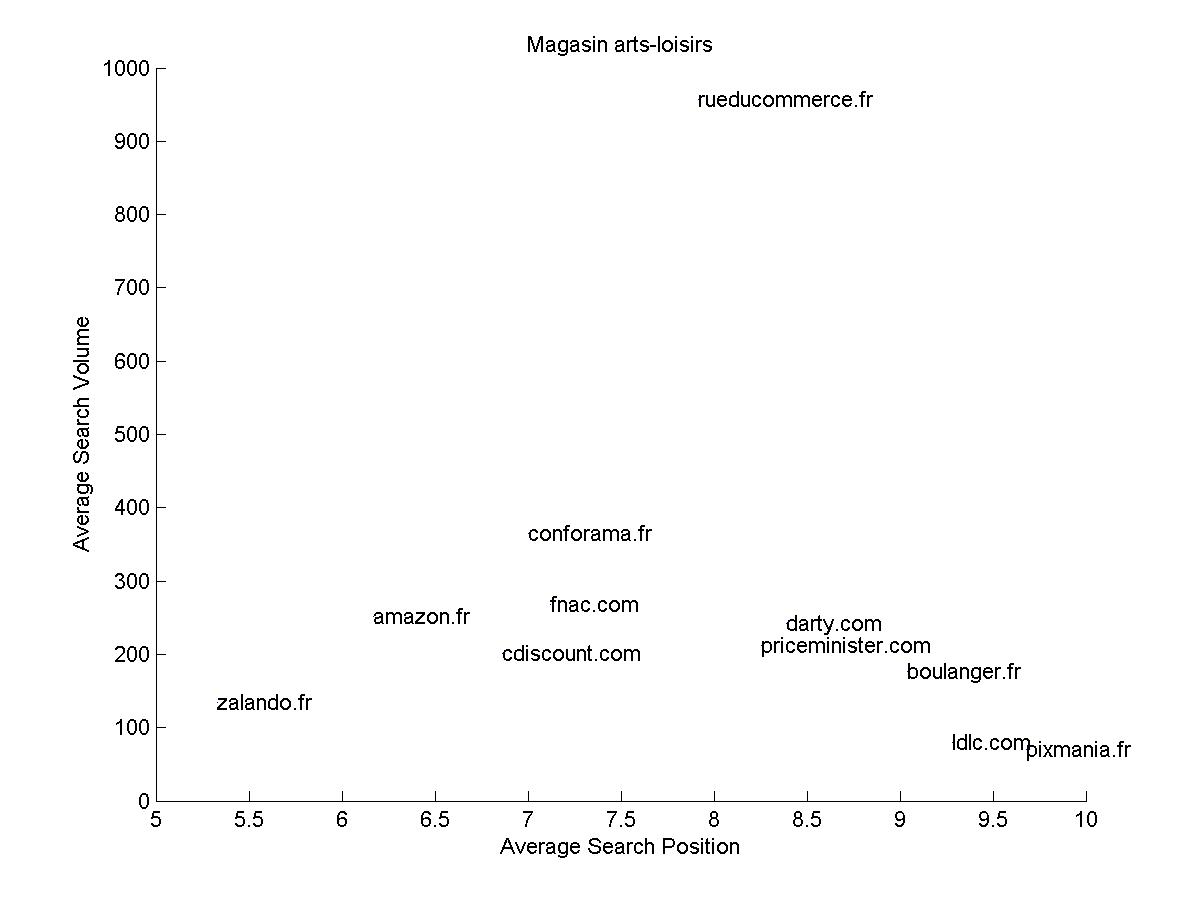 Magasin arts-loisirs
1000
rueducommerce.fr
900
800
700
600
500
400
conforama.fr
300
fnac.com
amazon.fr
darty.com
priceminister.com
200
cdiscount.com
boulanger.fr
zalando.fr
100
ldlc.com
pixmania.fr
0
5 5.5 6 6.5 7 7.5 8 8.5 9 9.5 10
Average Search Position
Average Search Volume